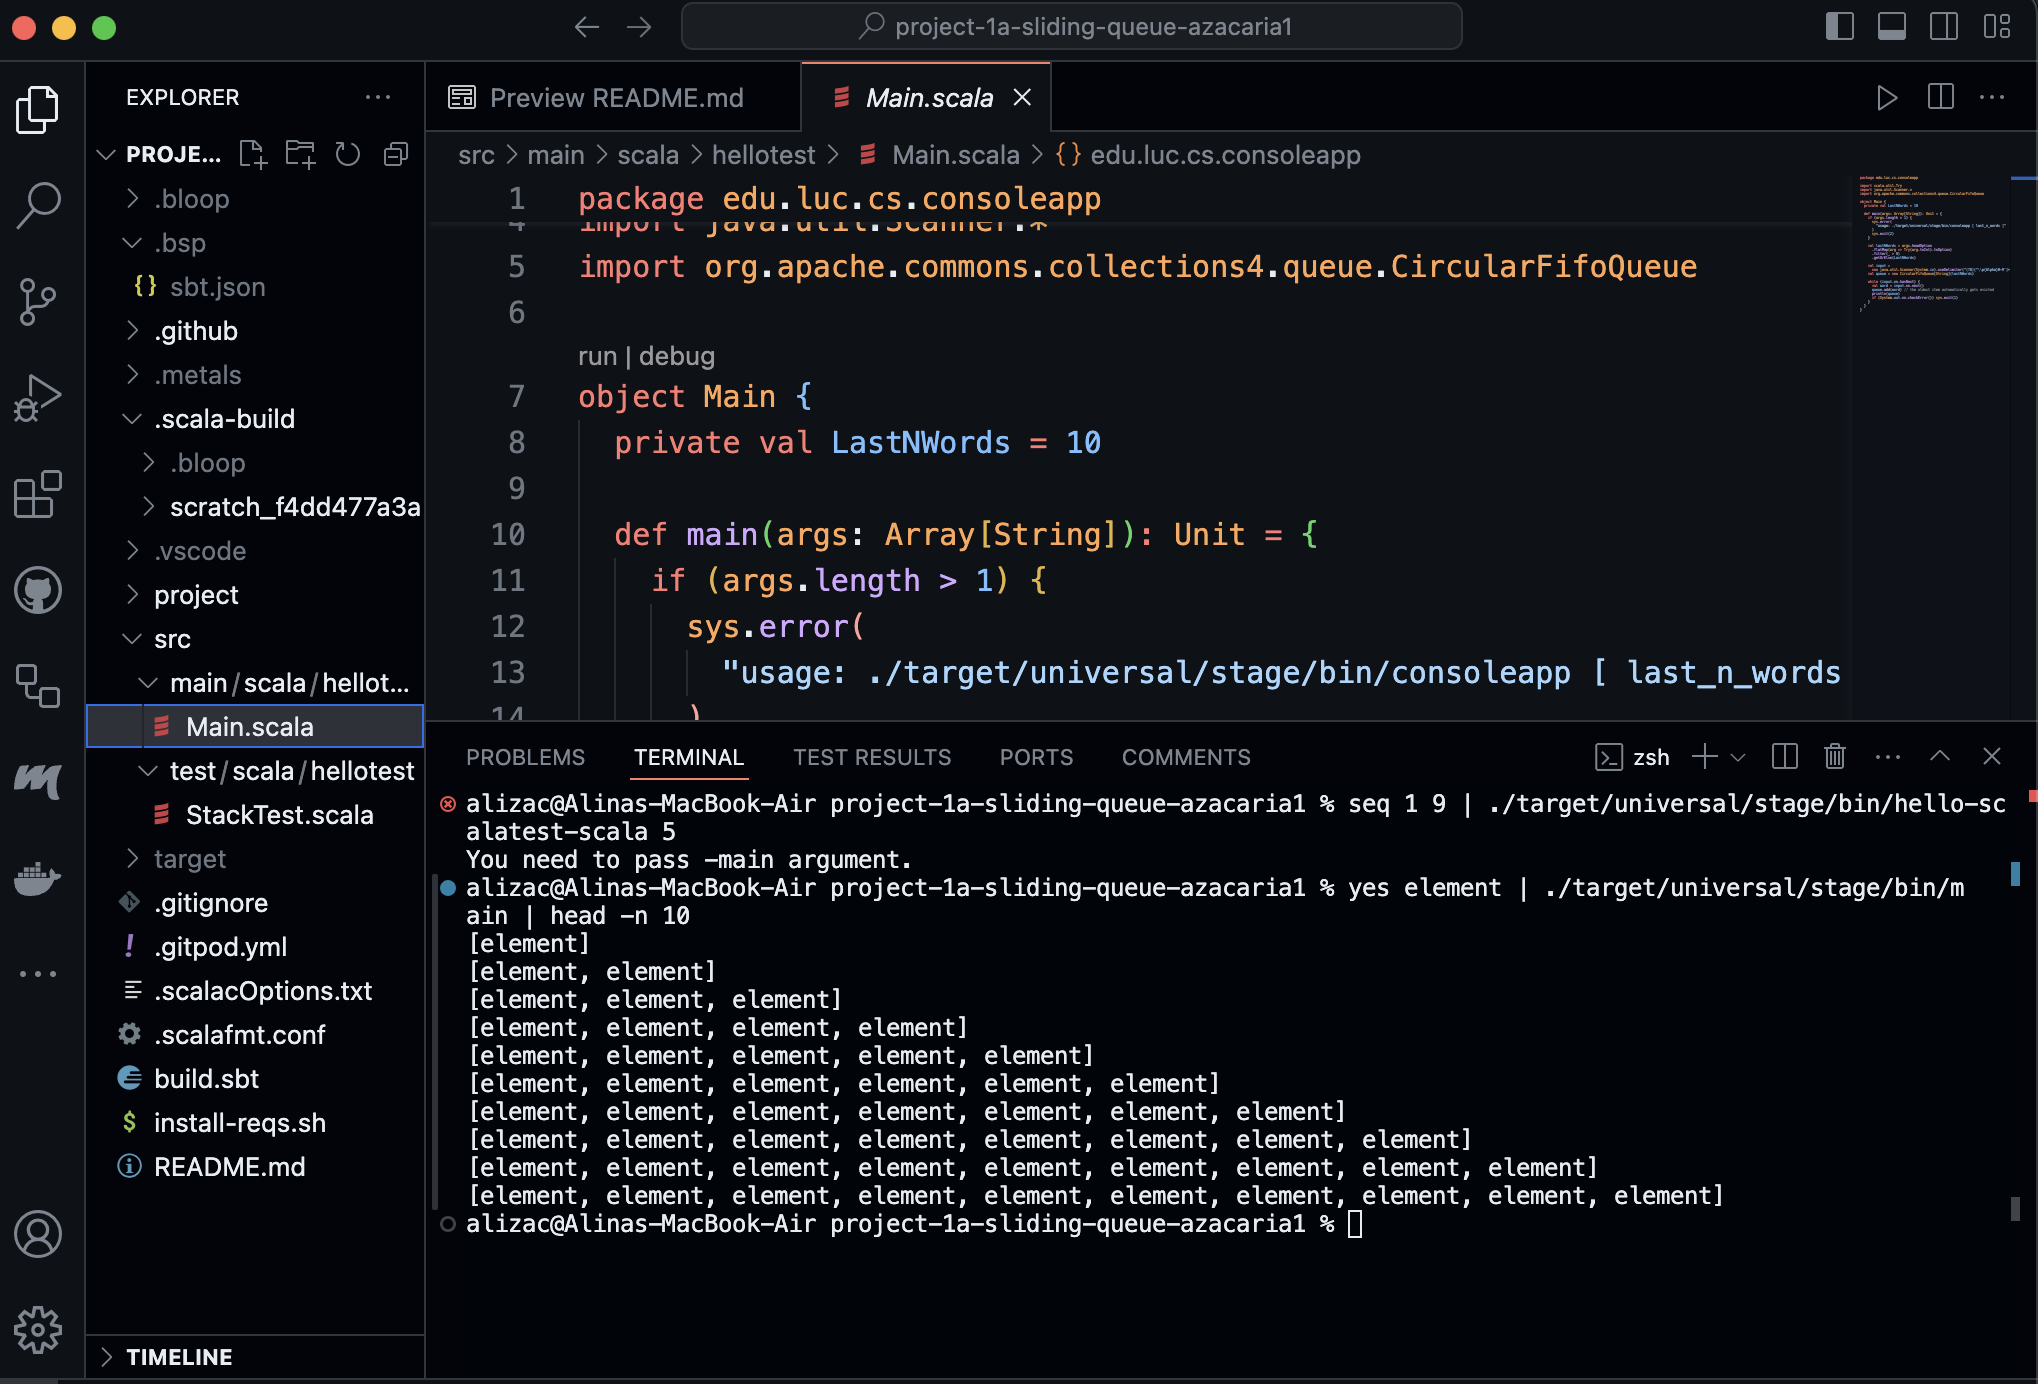 project-1a-sliding-queue-azacaria1
EXPLORER
PROJE...
.bloop
.bsp
{} sbt.json
.github
.metals
.scala-build
.bloop
scratch_f4dd477a3a
.vscode
project
src
main/scala/hellot...
Main.scala
test/scala/hellotest
StackTest.scala
target
.gitignore
! .gitpod.yml
.scalacOptions.txt
.scalafmt.conf
build.sbt
$ install-reqs.sh
README.md
TIMELINE
Preview README.md
Main.scala
src > main > scala > hellotest > Main.scala > {} edu.luc.cs.consoleapp
1 package edu.luc.cs.consoleapp
4 import java.util.Scanner.*
5 import org.apache.commons.collections4.queue.CircularFifoQueue
6
run | debug
7 object Main {
8 private val LastNWords = 10
9
10 def main(args: Array[String]): Unit = {
11 if (args.length > 1) {
12 sys.error(
13 "usage: ./target/universal/stage/bin/consoleapp [ last_n_words
14 )
PROBLEMS TERMINAL TEST RESULTS PORTS COMMENTS
zsh
alizac@Alinas-MacBook-Air project-1a-sliding-queue-azacaria1 % seq 1 9 | ./target/universal/stage/bin/hello-sc
alatest-scala 5
You need to pass -main argument.
alizac@Alinas-MacBook-Air project-1a-sliding-queue-azacaria1 % yes element | ./target/universal/stage/bin/m
ain | head -n 10
[element]
[element, element]
[element, element, element]
[element, element, element, element]
[element, element, element, element, element]
[element, element, element, element, element, element]
[element, element, element, element, element, element, element]
[element, element, element, element, element, element, element, element]
[element, element, element, element, element, element, element, element, element]
[element, element, element, element, element, element, element, element, element, element]
alizac@Alinas-MacBook-Air project-1a-sliding-queue-azacaria1 %